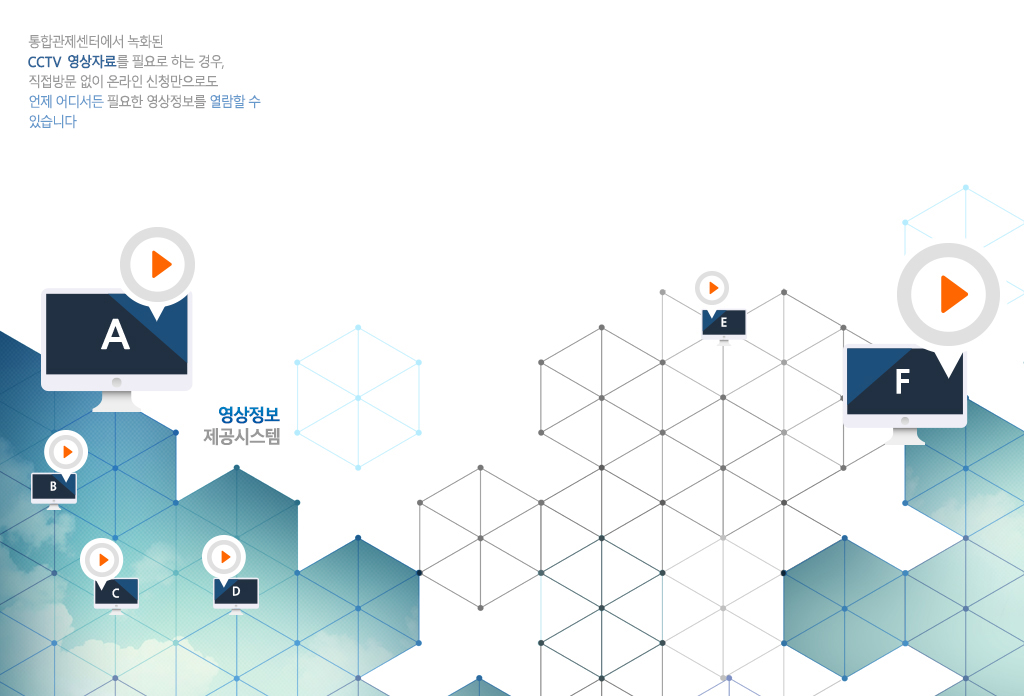 통합관제센터에서 녹화된
CCTV 영상자료를 필요로 하는 경우,
직접방문 없이 온라인 신청만으로도
언제 어디서든 필요한 영상정보를 열람할 수
있습니다
E
A
F
영상정보
제공시스템
B
C
D